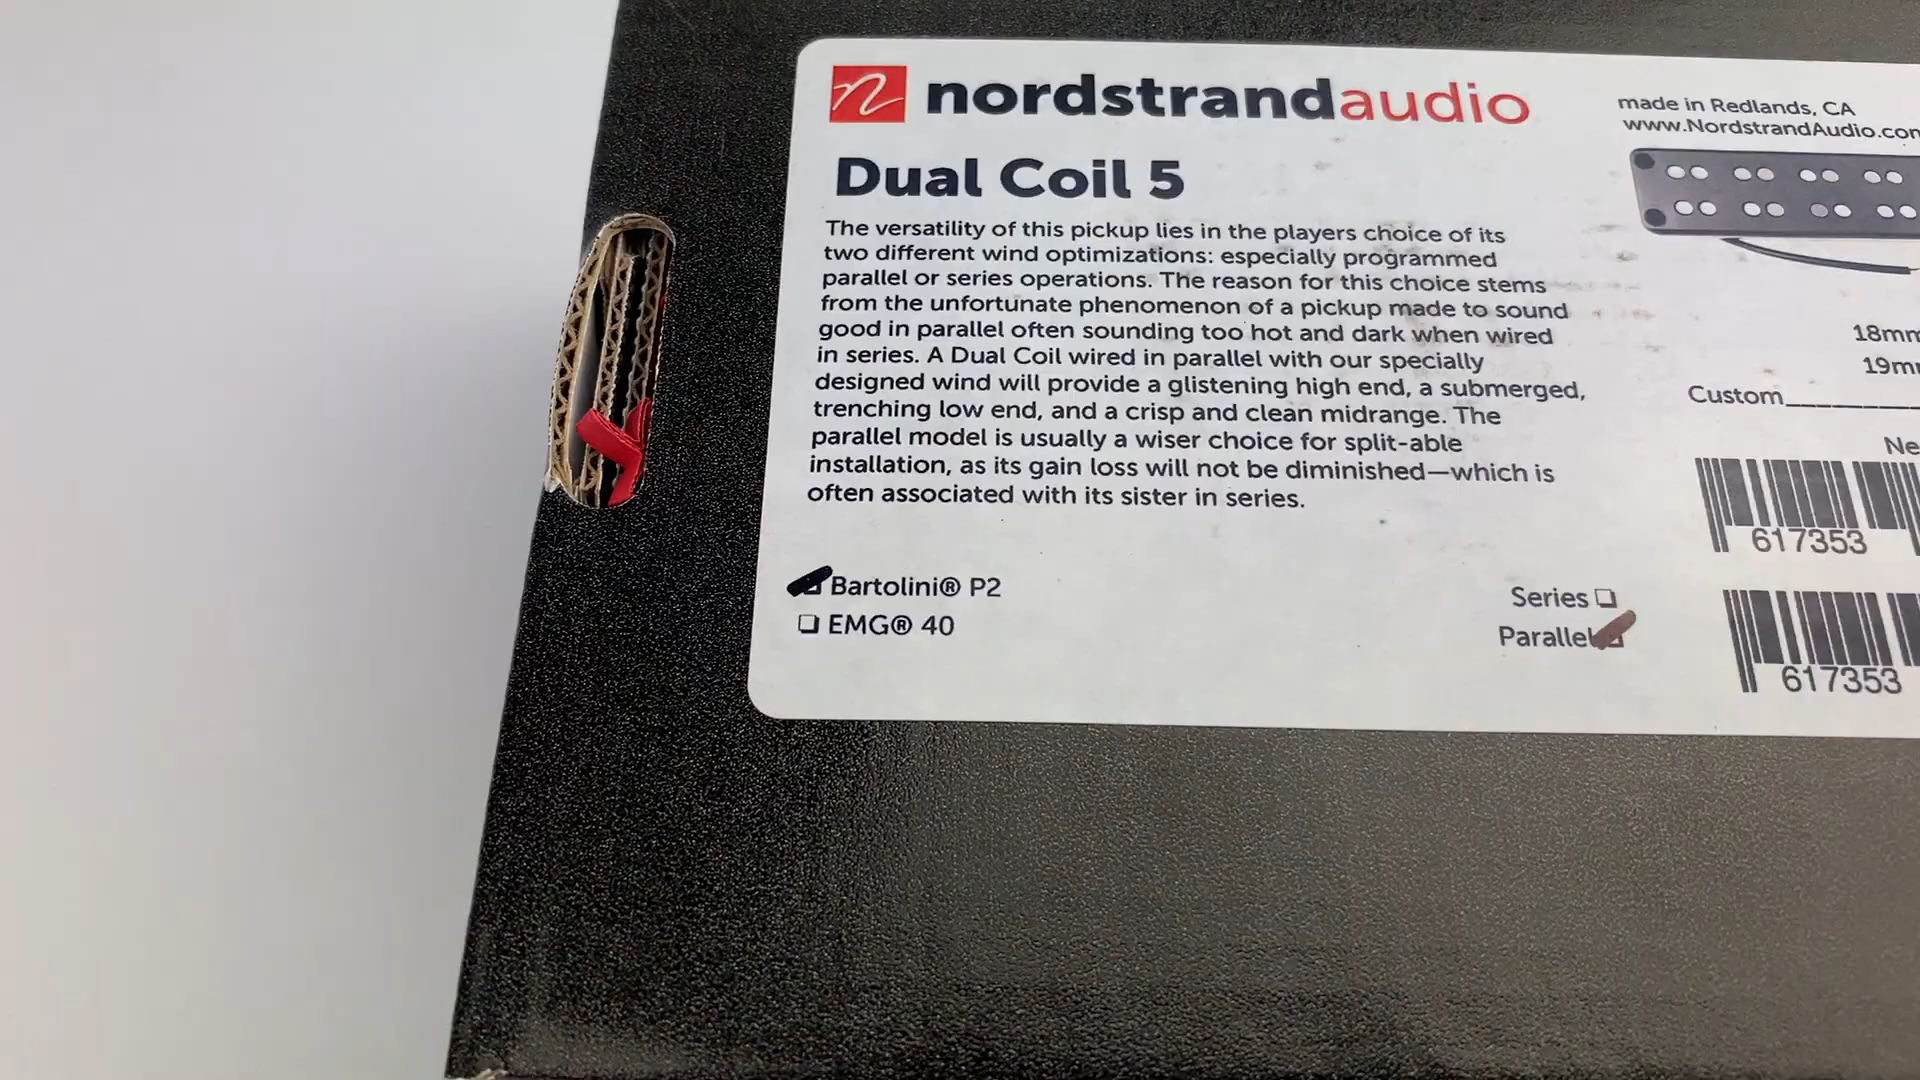 nordstrandaudio
Dual Coil 5
The versatility of this pickup lies in the players choice of its
two different wind optimizations: especially programmed
parallel or series operations. The reason for this choice stems
from the unfortunate phenomenon of a pickup made to sound
good in parallel often sounding too hot and dark when wired
in series. A Dual Coil wired in parallel with our specially
designed wind will provide a glistening high end, a submerged,
trenching low end, and a crisp and clean midrange. The
parallel model is usually a wiser choice for split-able
installation, as its gain loss will not be diminished—which is
often associated with its sister in series.
Bartolini® P2
EMG® 40
made in Redlands, CA
www.NordstrandAudio.com
18mm
Custom
617353
Series
Parallel
617353